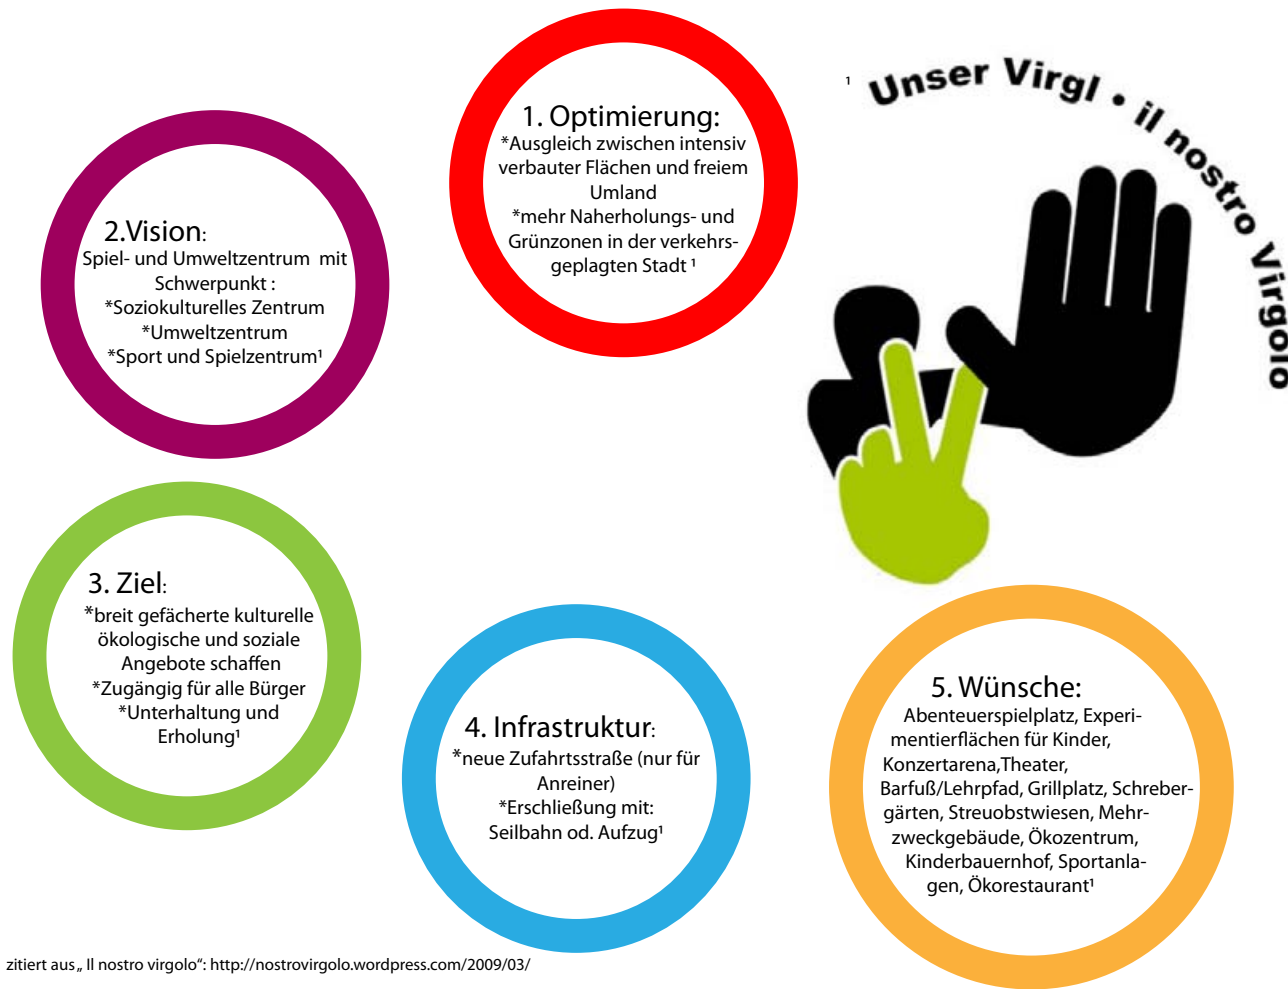 ¹ Unser Virgl • il nostro Virgolo
1. Optimierung:
*Ausgleich zwischen intensiv
verbauter Flächen und freiem
Umland
*mehr Naherholungs- und
Grünzonen in der verkehrs-
geplagten Stadt ¹
2.Vision:
Spiel- und Umweltzentrum mit
Schwerpunkt :
*Soziokulturelles Zentrum
*Umweltzentrum
*Sport und Spielzentrum¹
3. Ziel:
*breit gefächerte kulturelle
ökologische und soziale
Angebote schaffen
*Zugängig für alle Bürger
*Unterhaltung und
Erholung¹
4. Infrastruktur:
*neue Zufahrtsstraße (nur für
Anreiner)
*Erschließung mit:
Seilbahn od. Aufzug¹
5. Wünsche:
Abenteuerspielplatz, Experi-
mentierflächen für Kinder,
Konzertarena,Theater,
Barfuß/Lehrpfad, Grillplatz, Schreber-
gärten, Streuobstwiesen, Mehr-
zweckgebäude, Ökozentrum,
Kinderbauernhof, Sportanla-
gen, Ökorestaurant¹
zitiert aus „ Il nostro virgolo“: http://nostrovirgolo.wordpress.com/2009/03/